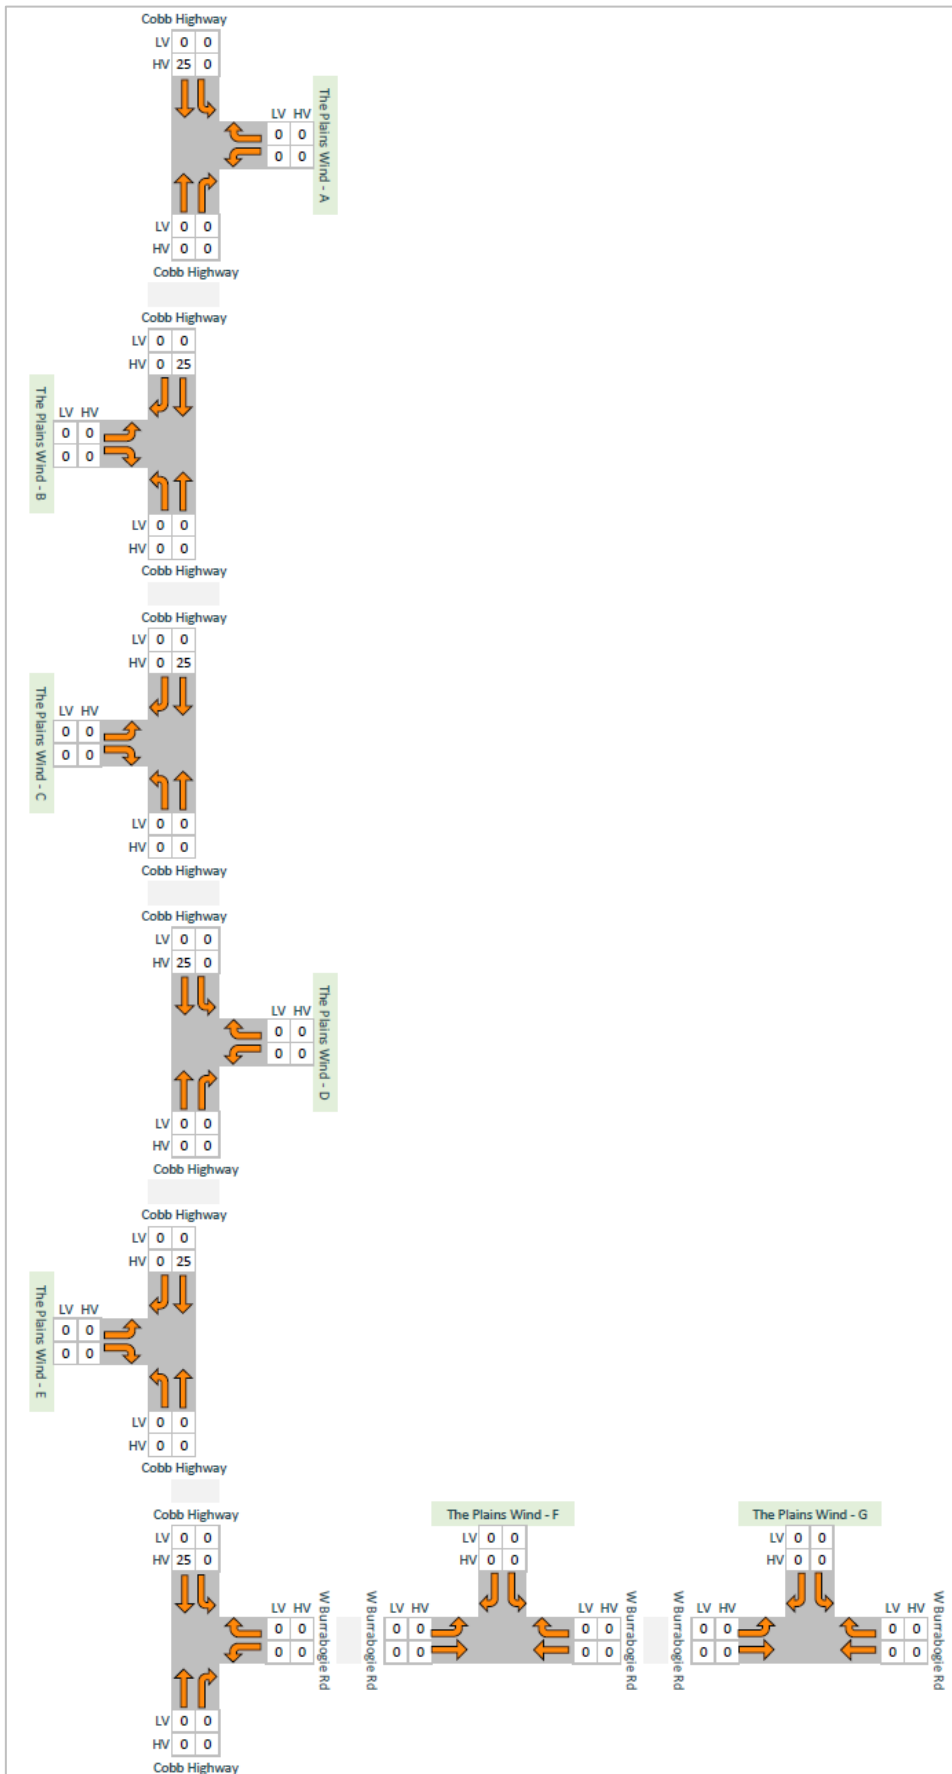 Cobb Highway
LV 0 0
HV 25 0
LV HV
0 0
0 0
The Plains Wind - A
LV 0 0
HV 0 0
Cobb Highway
Cobb Highway
LV 0 0
HV 0 25
The Plains Wind - B
LV HV
0 0
0 0
LV 0 0
HV 0 0
Cobb Highway
Cobb Highway
LV 0 0
HV 0 25
The Plains Wind - C
LV HV
0 0
0 0
LV 0 0
HV 0 0
Cobb Highway
Cobb Highway
LV 0 0
HV 25 0
LV HV
0 0
0 0
The Plains Wind - D
LV 0 0
HV 0 0
Cobb Highway
Cobb Highway
LV 0 0
HV 0 25
The Plains Wind - E
LV HV
0 0
0 0
LV 0 0
HV 0 0
Cobb Highway
Cobb Highway
LV 0 0
HV 25 0
LV HV
0 0
0 0
W Burrabogie Rd
LV 0 0
HV 0 0
Cobb Highway
The Plains Wind - F
LV 0 0
HV 0 0
W Burrabogie Rd
LV HV
0 0
0 0
LV HV
0 0
0 0
W Burrabogie Rd
The Plains Wind - G
LV 0 0
HV 0 0
W Burrabogie Rd
LV HV
0 0
0 0
LV HV
0 0
0 0
W Burrabogie Rd